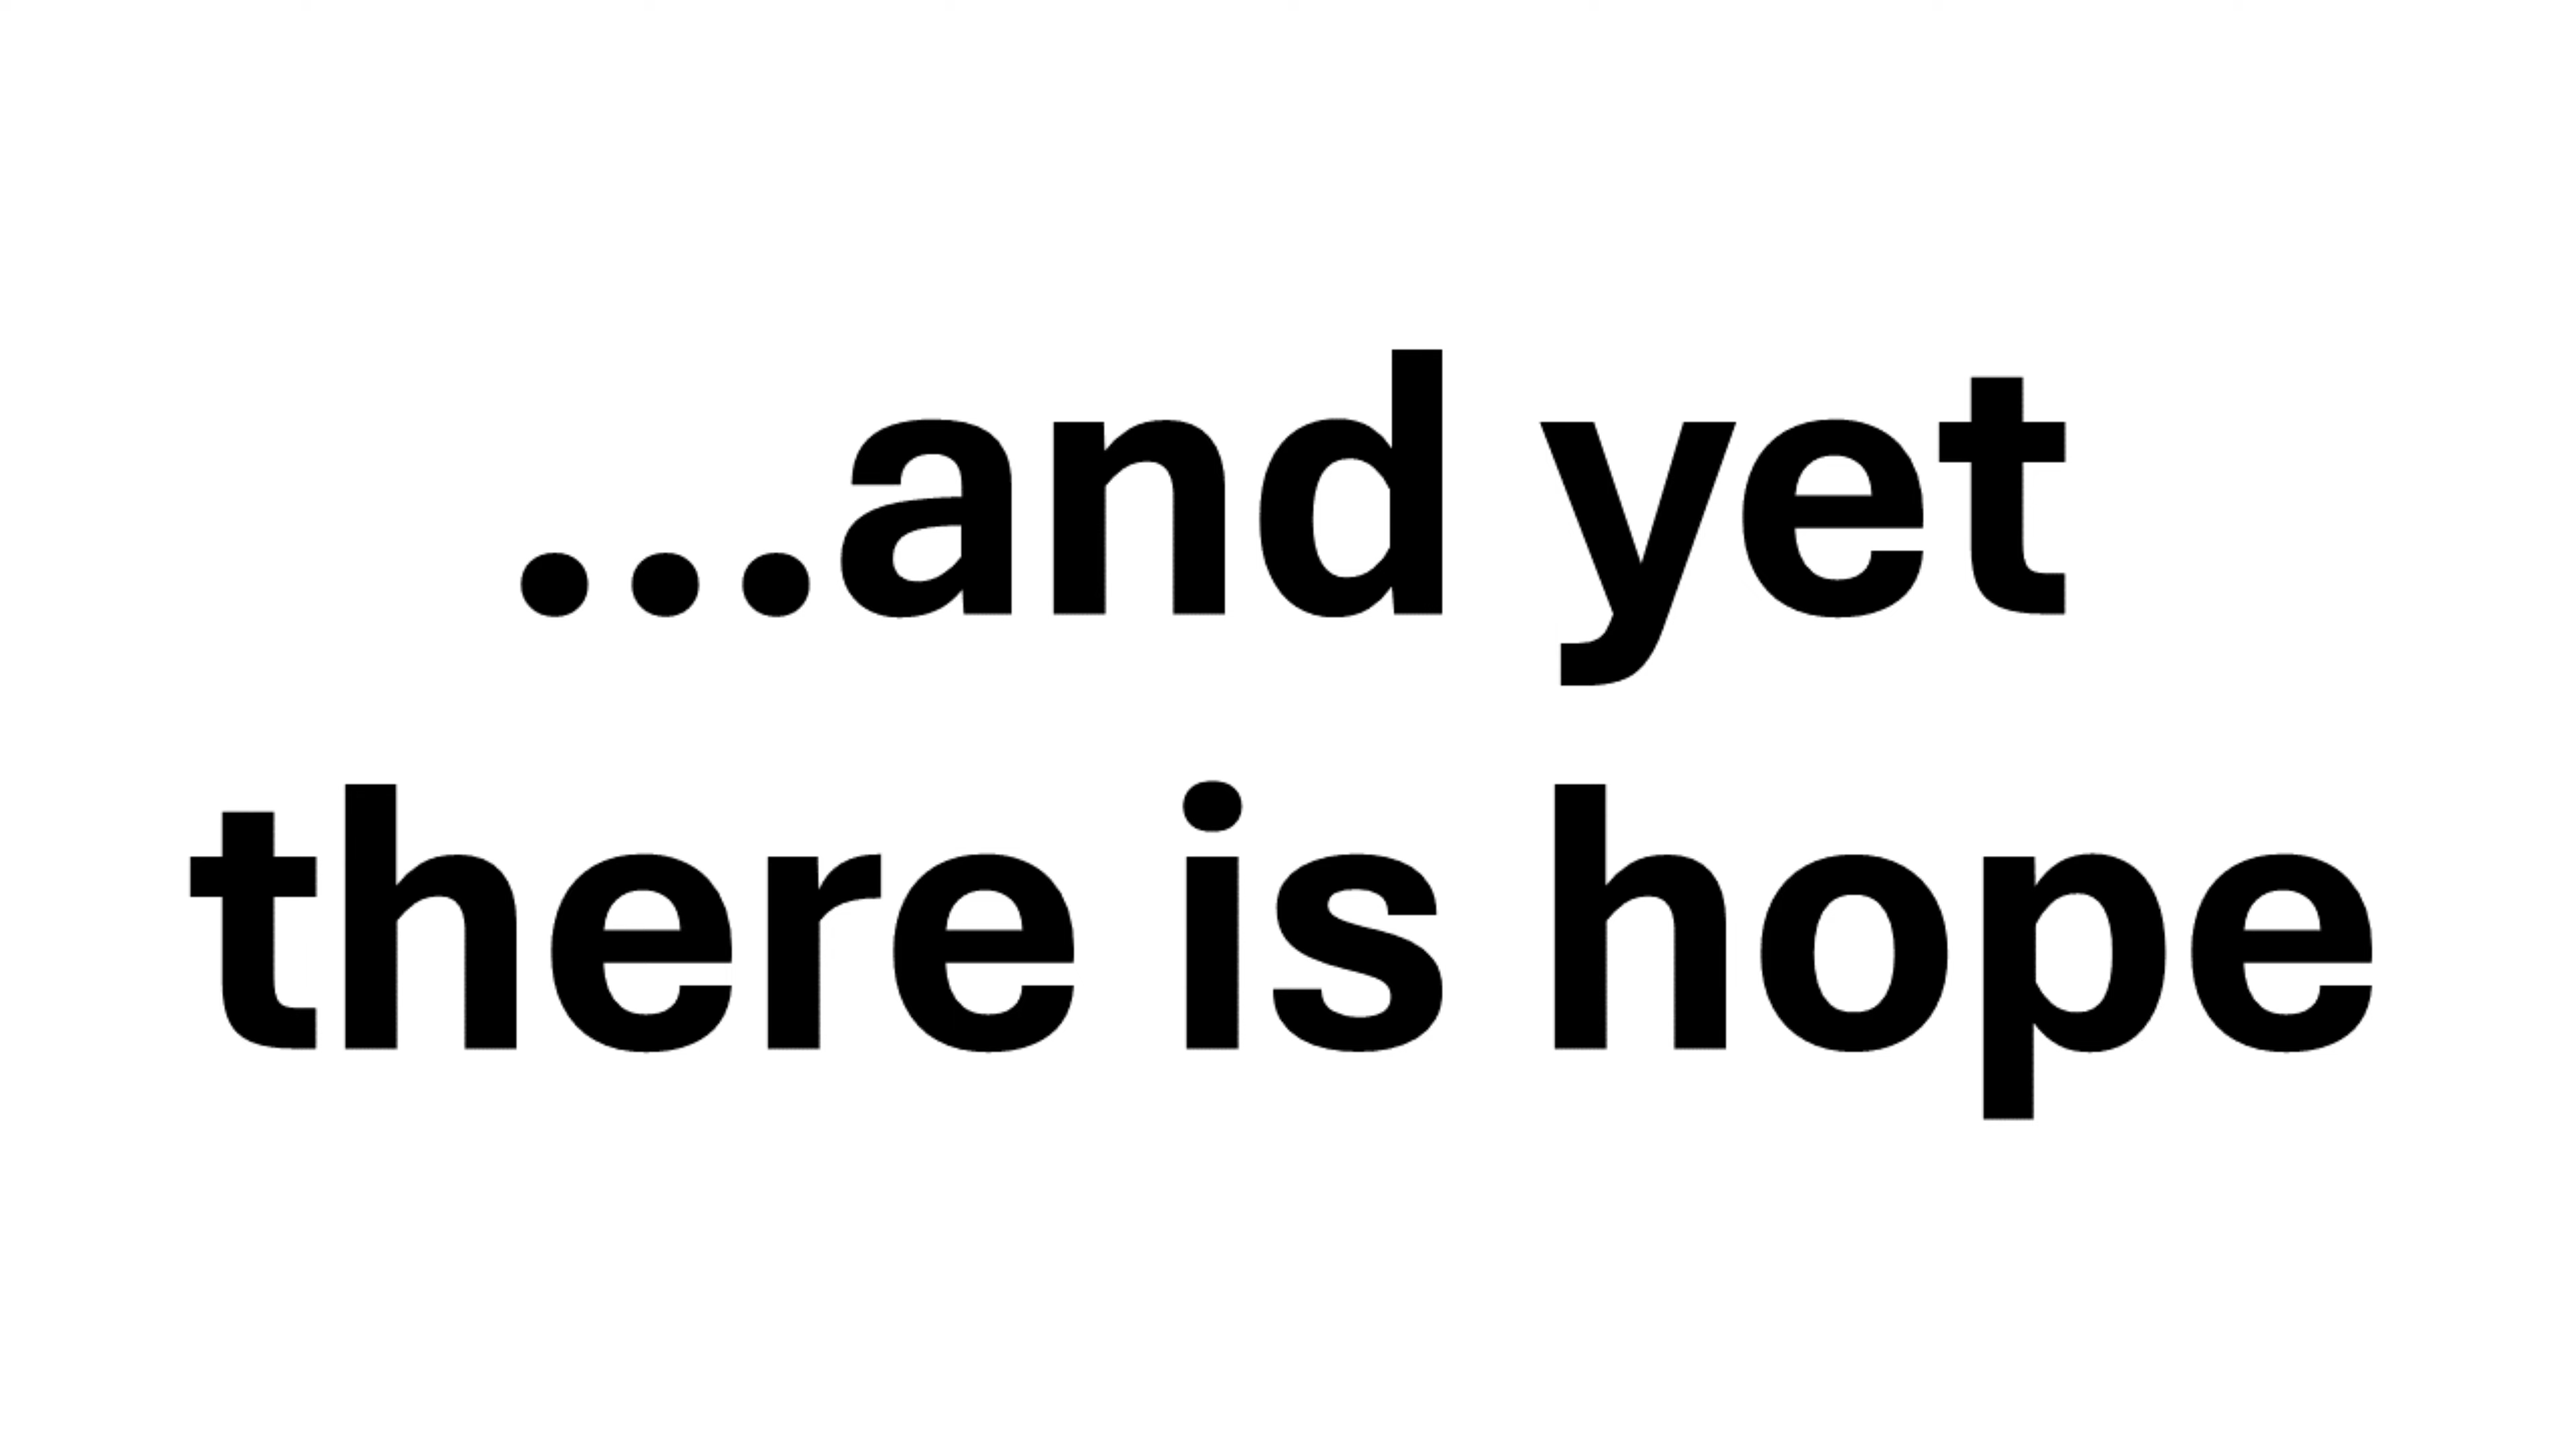 ...and yet
there is hope